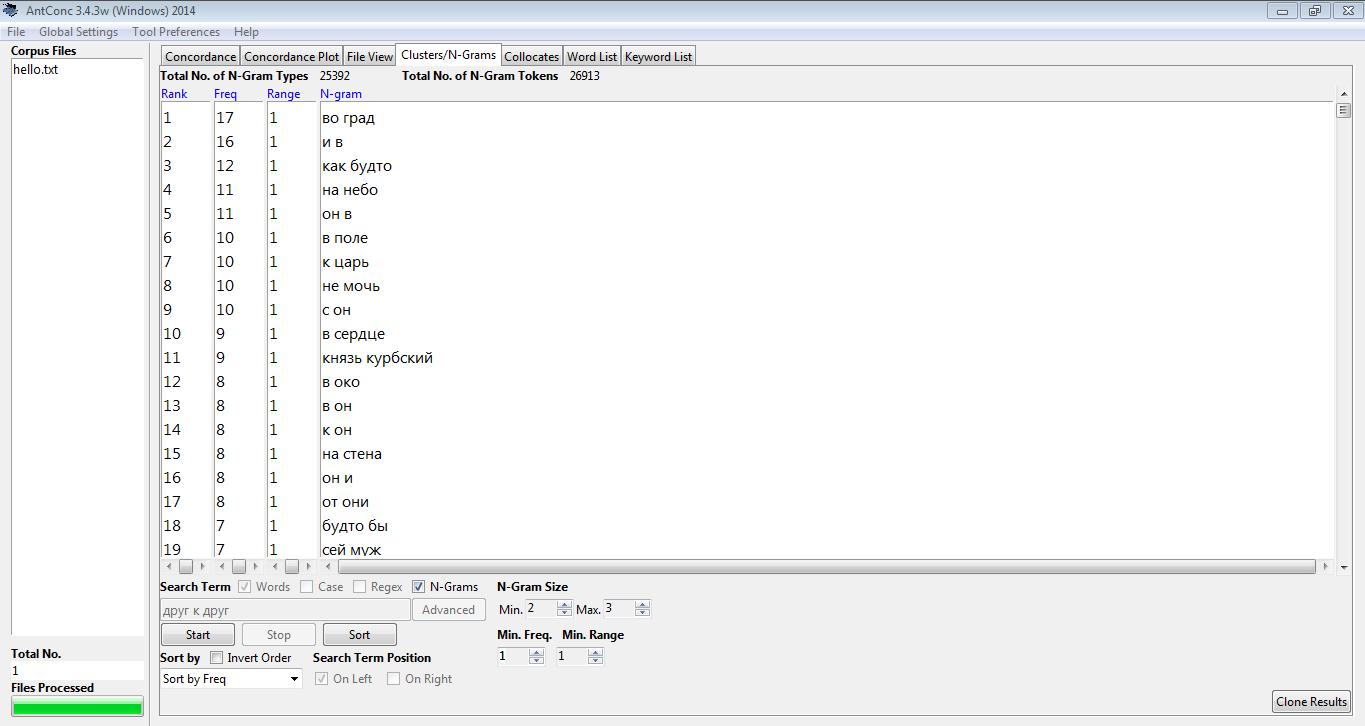 AntConc 3.4.3w (Windows) 2014
File Global Settings Tool Preferences Help
Corpus Files
hello.txt
Concordance Concordance Plot File View Clusters/N-Grams Collocates Word List Keyword List
Total No. of N-Gram Types 25392 Total No. of N-Gram Tokens 26913
Rank Freq Range N-gram
1 17 1 во град
2 16 1 и в
3 12 1 как будто
4 11 1 на небо
5 11 1 он в
6 10 1 в поле
7 10 1 к царь
8 10 1 не мочь
9 10 1 с он
10 9 1 в сердце
11 9 1 князь курбский
12 8 1 в око
13 8 1 в он
14 8 1 к он
15 8 1 на стена
16 8 1 он и
17 8 1 от они
18 7 1 будто бы
19 7 1 сей муж
Search Term Words Case Regex N-Grams N-Gram Size
друг к друг Advanced Min. 2 Max. 3
Start Stop Sort Min. Freq. Min. Range
Sort by Invert Order Search Term Position 1 1
Sort by Freq On Left On Right
Total No.
1
Files Processed
Clone Results